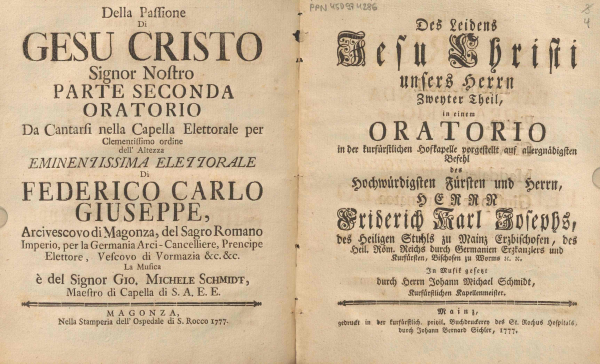 Della Paſſione
Di
GESU CRISTO
Signor Noſtro
PARTE SECONDA
ORATORIO
Da Cantarſi nella Capella Elettorale per
Clementiſſimo ordine
dell' Altezza
EMINENTISSIMA ELETTORALE
Di
FEDERICO CARLO
GIUSEPPE,
Arcivescovo di Magonza, del Sagro Romano
Imperio, per la Germania Arci-Cancelliere, Prencipe
Elettore, Veſcovo di Vormazia &c. &c.
La Muſica
è del Signor Gio. Michele Schmidt,
Maeſtro di Capella di S. A. E. E.
MAGONZA,
Nella Stamperia dell' Oſpedale di S. Rocco 1777.
PPN 450974286
Des Leidens
Jeſu Chriſti
unſers Herrn
Zweyter Theil,
in einem
ORATORIO
in der kurfürſtlichen Hofkapelle vorgeſtellt auf allergnädigſten
Befehl
des
Hochwürdigſten Fürſten und Herrn,
HERRN
Friderich Karl Joſephs,
des Heiligen Stuhls zu Mainz Erzbiſchofen, des
Heil. Röm. Reichs durch Germanien Erzkanzlers und
Kurfürſten, Biſchofen zu Worms ꝛc. ꝛc.
In Muſik geſetzt
durch Herrn Johann Michael Schmidt,
Kurfürſtlichen Kapellenmeiſter.
Mainz,
gedruckt in der kurfürſtlich. privil. Buchdruckerey des St. Rochus Hoſpitals,
durch Johann Bernard Gichler, 1777.